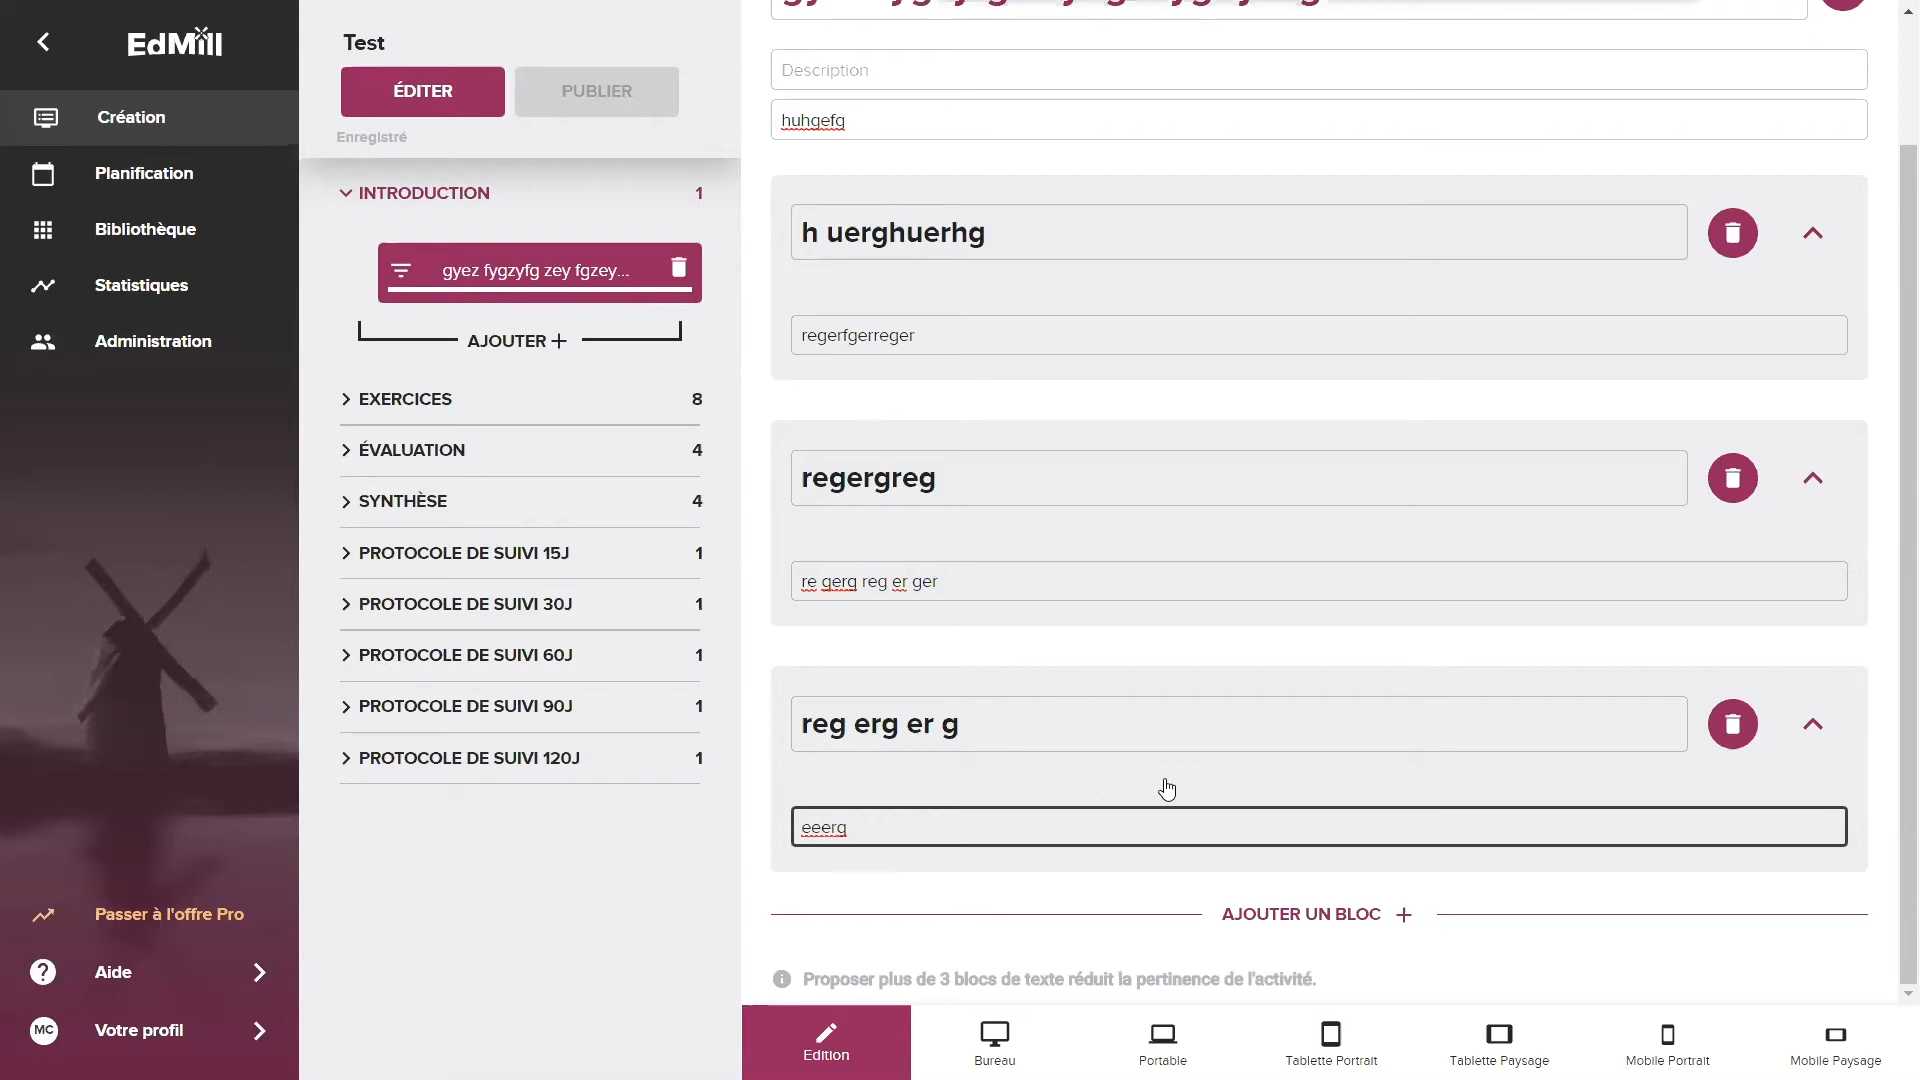 EdMill
Création
Planification
Bibliothèque
Statistiques
Administration
Passer à l'offre Pro
Aide
MC
Votre profil
Test
ÉDITER
PUBLIER
Enregistré
INTRODUCTION 1
gyez fygzyfg zey fgzey...
AJOUTER +
EXERCICES 8
ÉVALUATION 4
SYNTHÈSE 4
PROTOCOLE DE SUIVI 15J 1
PROTOCOLE DE SUIVI 30J 1
PROTOCOLE DE SUIVI 60J 1
PROTOCOLE DE SUIVI 90J 1
PROTOCOLE DE SUIVI 120J 1
Description
huhgefg
h uerghuerhg
regerfgerreger
regergreg
re gerg reg er ger
reg erg er g
eeerg
AJOUTER UN BLOC +
Proposer plus de 3 blocs de texte réduit la pertinence de l'activité.
Edition
Bureau
Portable
Tablette Portrait
Tablette Paysage
Mobile Portrait
Mobile Paysage